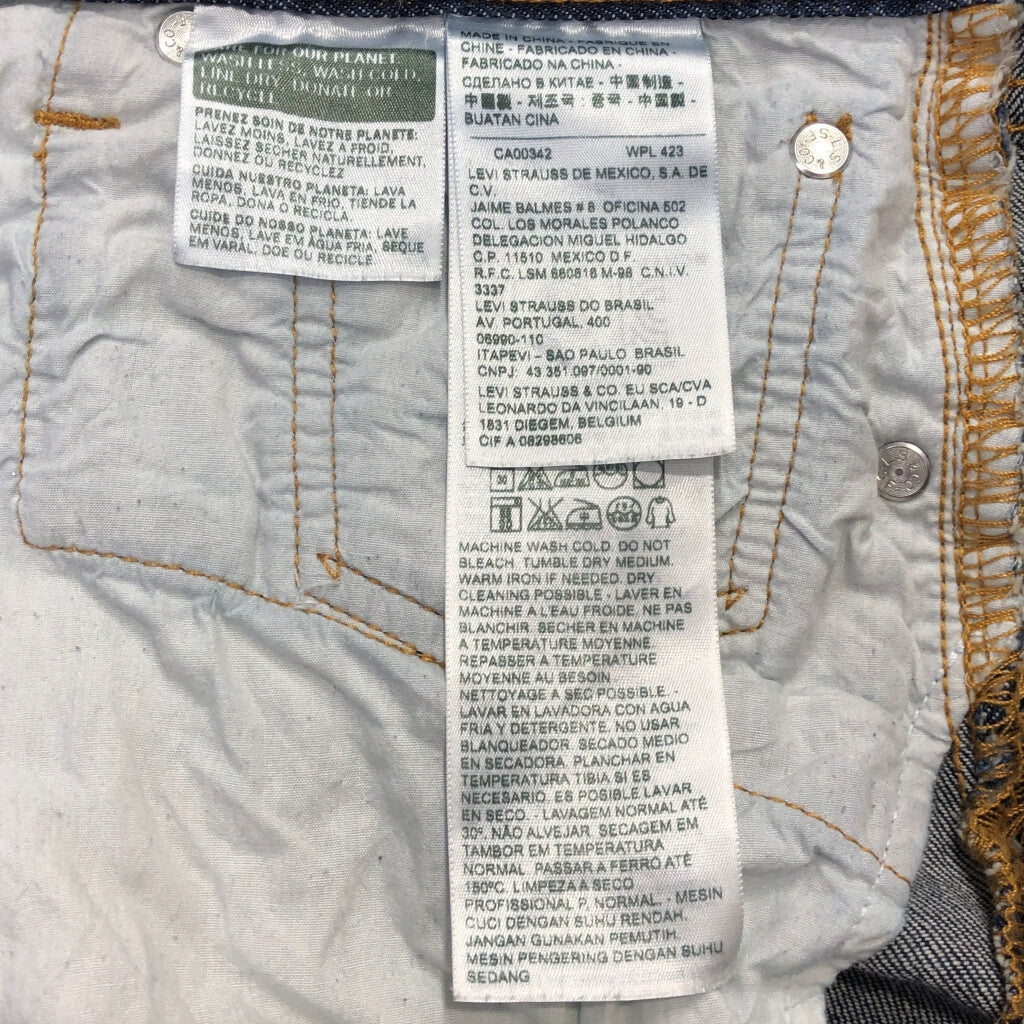 CARE FOR OUR PLANET
WASH LESS, WASH COLD,
LINE DRY, DONATE OR
RECYCLE
PRENEZ SOIN DE NOTRE PLANETE:
LAVEZ MOINS, LAVEZ A FROID,
LAISSEZ SECHER NATURELLEMENT,
DONNEZ OU RECYCLEZ
CUIDA NUESTRO PLANETA: LAVA
MENOS, LAVA EN FRIO, TIENDE LA
ROPA, DONA O RECICLA.
CUIDE DO NOSSO PLANETA: LAVE
MENOS, LAVE EM ÁGUA FRIA, SEQUE
EM VARAL, DOE OU RECICLE
MADE IN CHINA - FABRIQUE EN
CHINE - FABRICADO EN CHINA -
FABRICADO NA CHINA -
СДЕЛАНО В КИТАЕ - 中国制造 -
中國製 - 제조국 : 중국 - 中国製 -
BUATAN CINA
CA00342 WPL 423
LEVI STRAUSS DE MEXICO, S.A. DE
C.V.
JAIME BALMES # 8 OFICINA 502
COL. LOS MORALES POLANCO
DELEGACION MIGUEL HIDALGO
C.P. 11510 MEXICO D F.
R.F.C. LSM 880818 M-98 C.N.I.V.
3337
LEVI STRAUSS DO BRASIL
AV. PORTUGAL, 400
06690-110
ITAPEVI - SAO PAULO BRASIL
CNPJ: 43 351.097/0001-90
LEVI STRAUSS & CO. EU SCA/CVA
LEONARDO DA VINCILAAN, 19 - D
1831 DIEGEM, BELGIUM
CIF A 08298606
30
MACHINE WASH COLD. DO NOT
BLEACH. TUMBLE DRY MEDIUM.
WARM IRON IF NEEDED. DRY
CLEANING POSSIBLE - LAVER EN
MACHINE A L'EAU FROIDE. NE PAS
BLANCHIR. SECHER EN MACHINE
A TEMPERATURE MOYENNE.
REPASSER A TEMPERATURE
MOYENNE AU BESOIN
NETTOYAGE A SEC POSSIBLE. -
LAVAR EN LAVADORA CON AGUA
FRIA Y DETERGENTE. NO USAR
BLANQUEADOR. SECADO MEDIO
EN SECADORA. PLANCHAR EN
TEMPERATURA TIBIA SI ES
NECESARIO. ES POSIBLE LAVAR
EN SECO. - LAVAGEM NORMAL ATÉ
30º. NÃO ALVEJAR. SECAGEM EM
TAMBOR EM TEMPERATURA
NORMAL. PASSAR A FERRO ATÉ
150ºC. LIMPEZA A SECO
PROFISSIONAL P, NORMAL. - MESIN
CUCI DENGAN SUHU RENDAH.
JANGAN GUNAKAN PEMUTIH.
MESIN PENGERING DENGAN SUHU
SEDANG